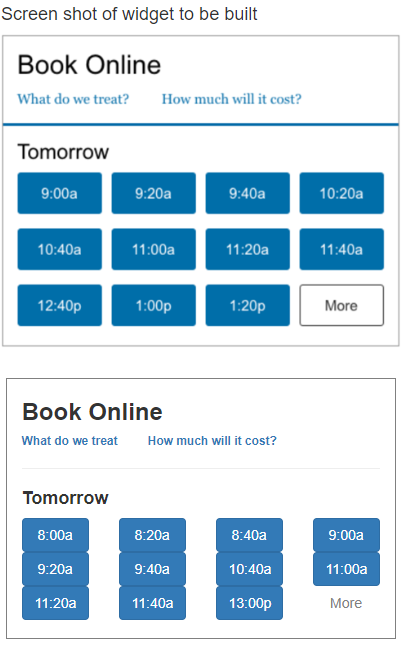 Screen shot of widget to be built
Book Online
What do we treat? How much will it cost?
Tomorrow
9:00a 9:20a 9:40a 10:20a
10:40a 11:00a 11:20a 11:40a
12:40p 1:00p 1:20p More
Book Online
What do we treat How much will it cost?
Tomorrow
8:00a 8:20a 8:40a 9:00a
9:20a 9:40a 10:40a 11:00a
11:20a 11:40a 13:00p More